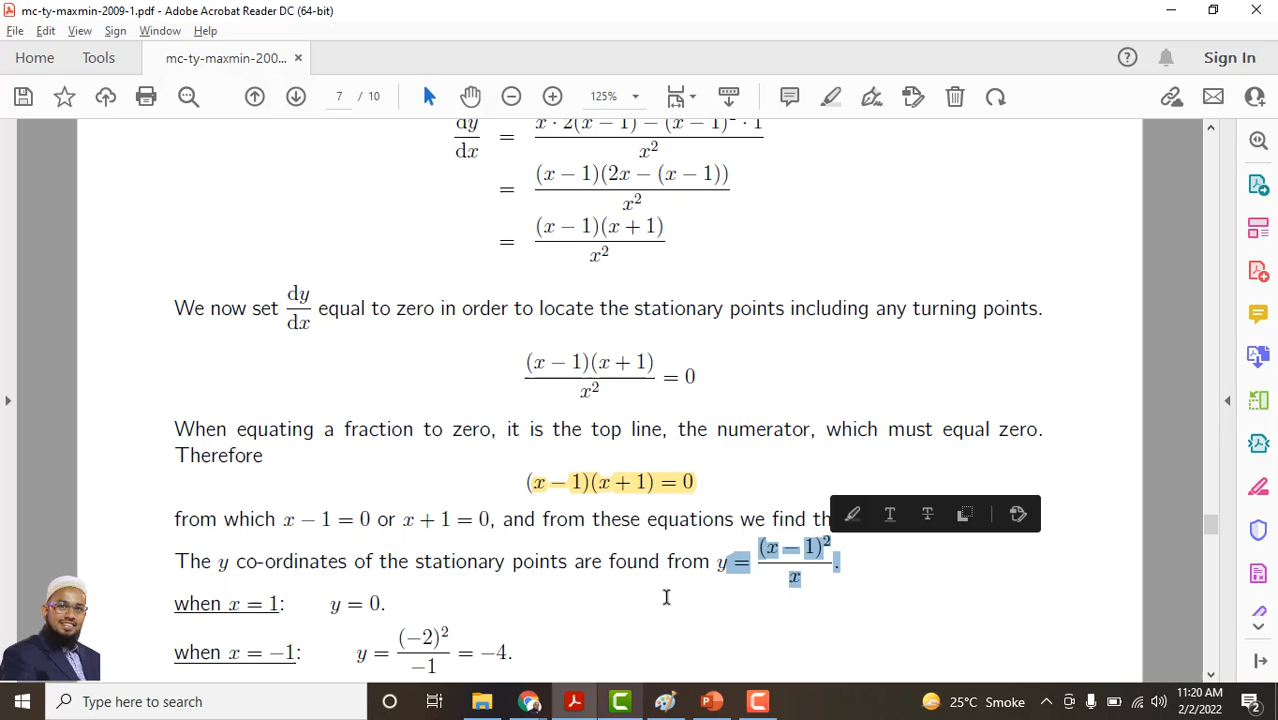 mc-ty-maxmin-2009-1.pdf - Adobe Acrobat Reader DC (64-bit)
File Edit View Sign Window Help
Home Tools mc-ty-maxmin-200... × Sign In
7 / 10 125%
dy/dx = (x · 2(x − 1) − (x − 1)² · 1)/x²
= (x − 1)(2x − (x − 1))/x²
= (x − 1)(x + 1)/x²
We now set dy/dx equal to zero in order to locate the stationary points including any turning points.
(x − 1)(x + 1)/x² = 0
When equating a fraction to zero, it is the top line, the numerator, which must equal zero.
Therefore
(x − 1)(x + 1) = 0
from which x − 1 = 0 or x + 1 = 0, and from these equations we find
The y co-ordinates of the stationary points are found from y = (x − 1)²/x.
when x = 1: y = 0.
when x = −1: y = (−2)²/−1 = −4.
Type here to search
25°C Smoke
11:20 AM
2/2/2022
2